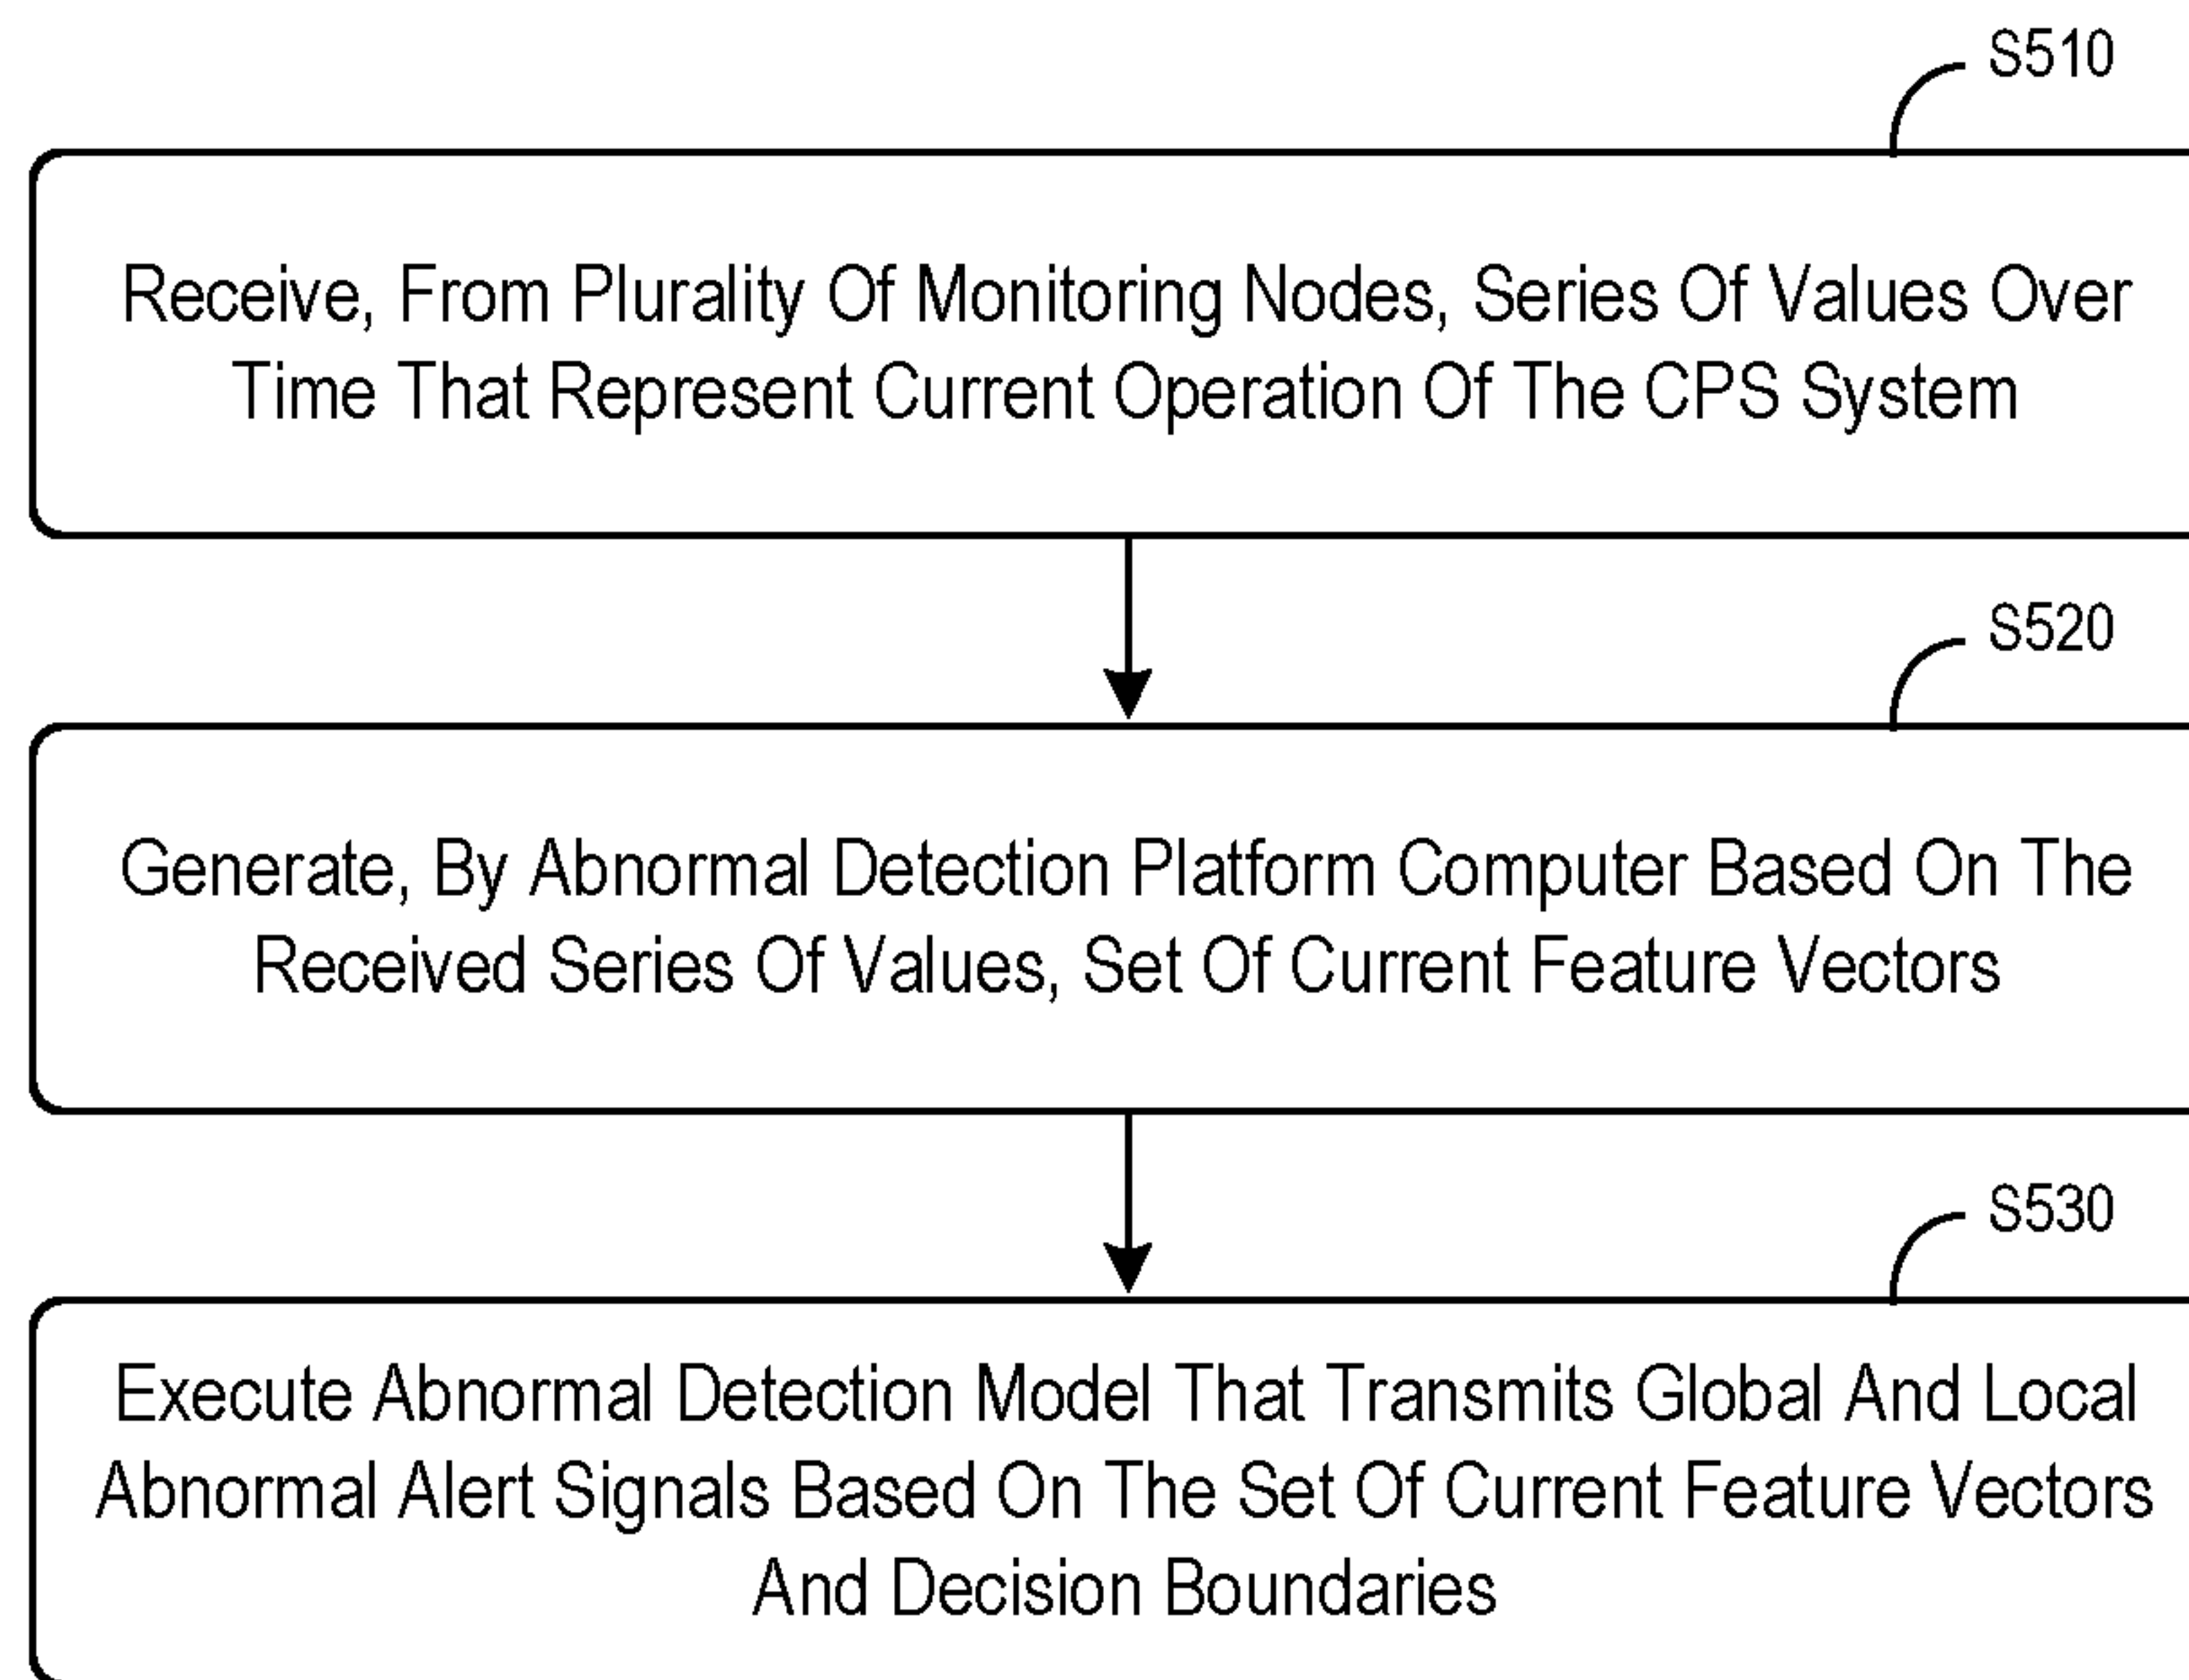 S510
Receive, From Plurality Of Monitoring Nodes, Series Of Values Over
Time That Represent Current Operation Of The CPS System
S520
Generate, By Abnormal Detection Platform Computer Based On The
Received Series Of Values, Set Of Current Feature Vectors
S530
Execute Abnormal Detection Model That Transmits Global And Local
Abnormal Alert Signals Based On The Set Of Current Feature Vectors
And Decision Boundaries